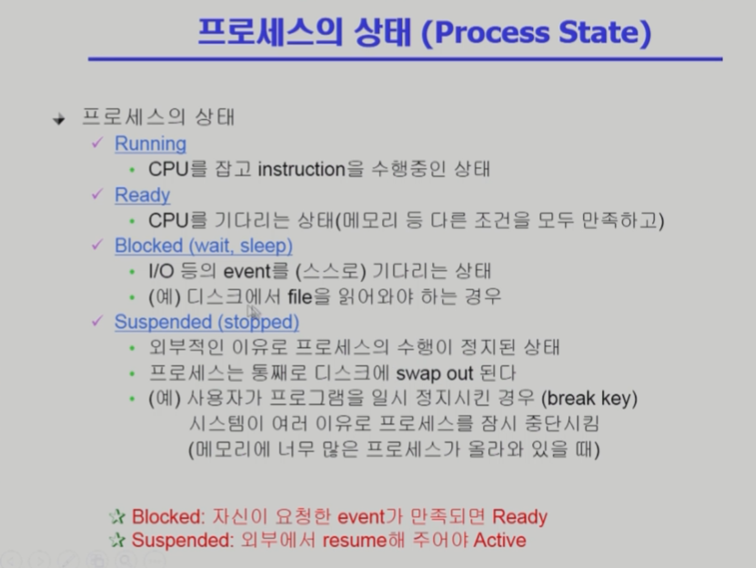 프로세스의 상태 (Process State)
프로세스의 상태
Running
CPU를 잡고 instruction을 수행중인 상태
Ready
CPU를 기다리는 상태(메모리 등 다른 조건을 모두 만족하고)
Blocked (wait, sleep)
I/O 등의 event를 (스스로) 기다리는 상태
(예) 디스크에서 file을 읽어와야 하는 경우
Suspended (stopped)
외부적인 이유로 프로세스의 수행이 정지된 상태
프로세스는 통째로 디스크에 swap out 된다
(예) 사용자가 프로그램을 일시 정지시킨 경우 (break key)
시스템이 여러 이유로 프로세스를 잠시 중단시킴
(메모리에 너무 많은 프로세스가 올라와 있을 때)
Blocked: 자신이 요청한 event가 만족되면 Ready
Suspended: 외부에서 resume해 주어야 Active